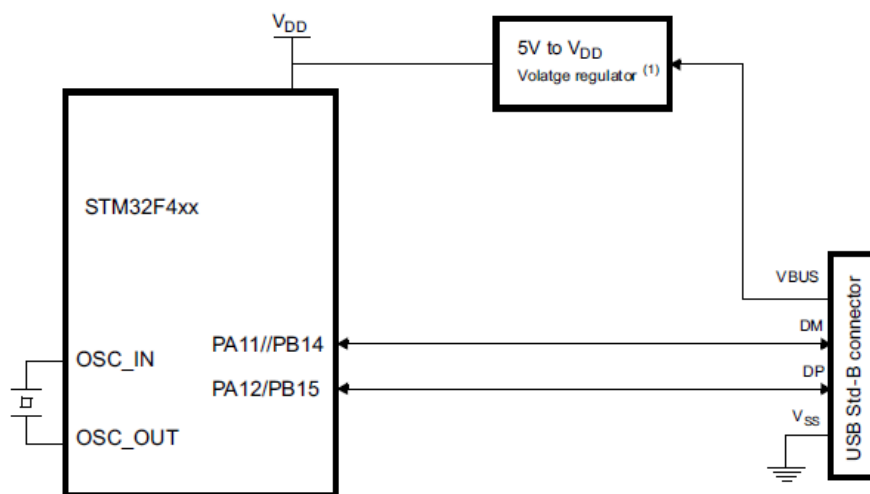 VDD
5V to VDD
Volatge regulator (1)
STM32F4xx
VBUS
DM
PA11//PB14
OSC_IN
DP
PA12/PB15
VSS
OSC_OUT
USB Std-B connector